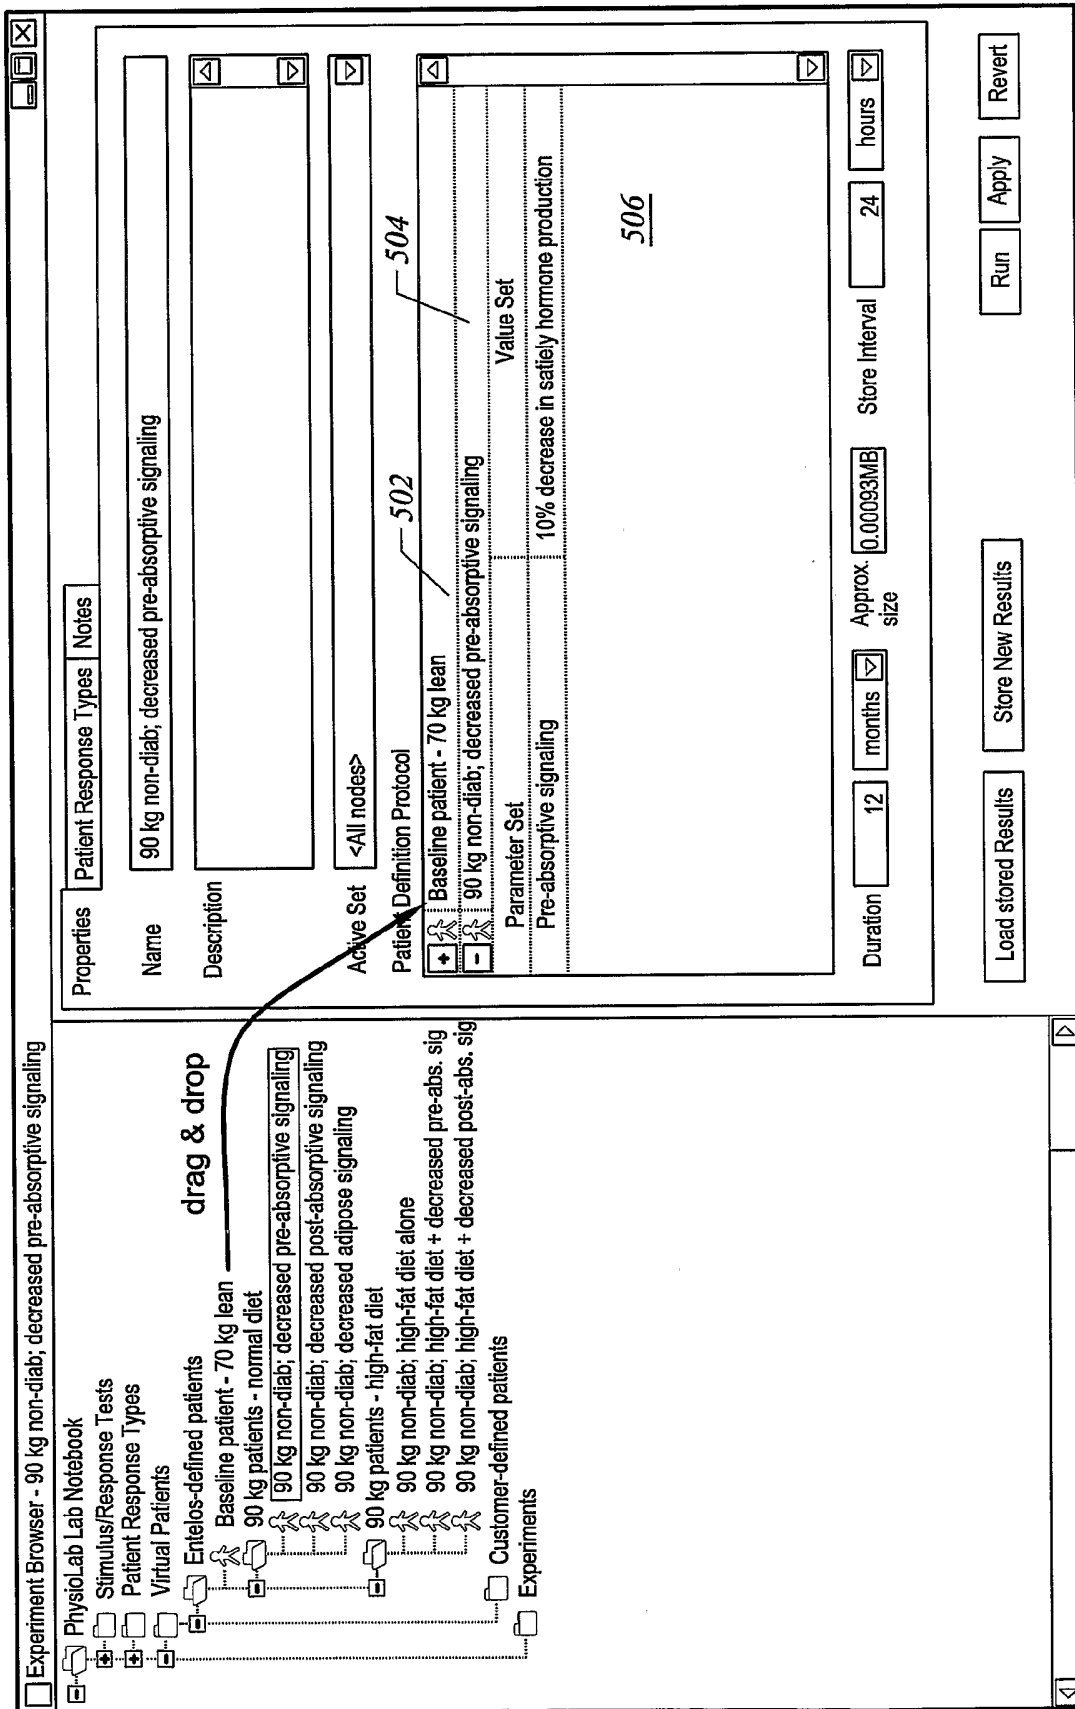 Experiment Browser - 90 kg non-diab; decreased pre-absorptive signaling
PhysioLab Lab Notebook
Stimulus/Response Tests
Patient Response Types
Virtual Patients
Entelos-defined patients
Baseline patient - 70 kg lean
90 kg patients - normal diet
90 kg non-diab; decreased pre-absorptive signaling
90 kg non-diab; decreased post-absorptive signaling
90 kg non-diab; decreased adipose signaling
90 kg patients - high-fat diet
90 kg non-diab; high-fat diet alone
90 kg non-diab; high-fat diet + decreased pre-abs. sig
90 kg non-diab; high-fat diet + decreased post-abs. sig
Customer-defined patients
Experiments
drag & drop
Properties Patient Response Types Notes
Name 90 kg non-diab; decreased pre-absorptive signaling
Description
Active Set <All nodes>
Patient Definition Protocol
502
504
Baseline patient - 70 kg lean
90 kg non-diab; decreased pre-absorptive signaling
Parameter Set Value Set
Pre-absorptive signaling 10% decrease in satiely hormone production
506
Duration 12 months Approx. size 0.00093MB Store Interval 24 hours
Load stored Results Store New Results Run Apply Revert